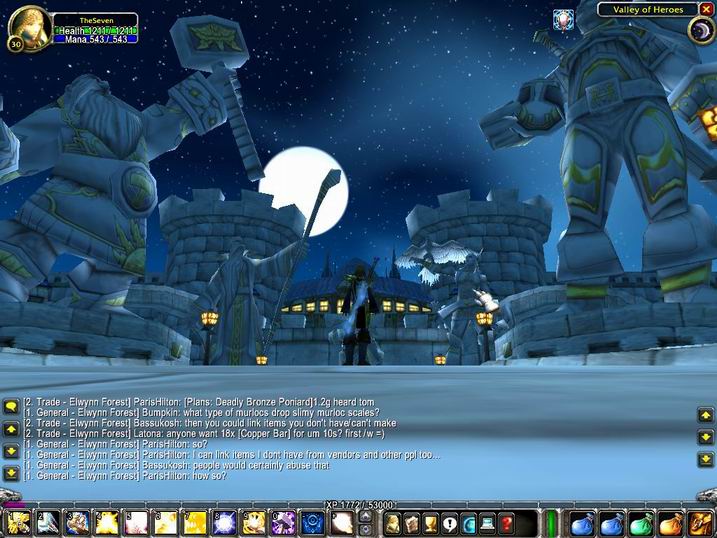 TheSeven
Health 1211 / 1211
Mana 543 / 543
30
Valley of Heroes
[2. Trade - Elwynn Forest] ParisHilton: [Plans: Deadly Bronze Poniard]1.2g heard tom
[1. General - Elwynn Forest] Bumpkin: what type of murlocs drop slimy murloc scales?
[2. Trade - Elwynn Forest] Bassukosh: then you could link items you don't have/can't make
[2. Trade - Elwynn Forest] Latona: anyone want 18x [Copper Bar] for um 10s? first /w =)
[1. General - Elwynn Forest] ParisHilton: so?
[1. General - Elwynn Forest] ParisHilton: I can link items I dont have from vendors and other ppl too...
[1. General - Elwynn Forest] Bassukosh: people would certainly abuse that
[1. General - Elwynn Forest] ParisHilton: how so?
XP 1772 / 53000